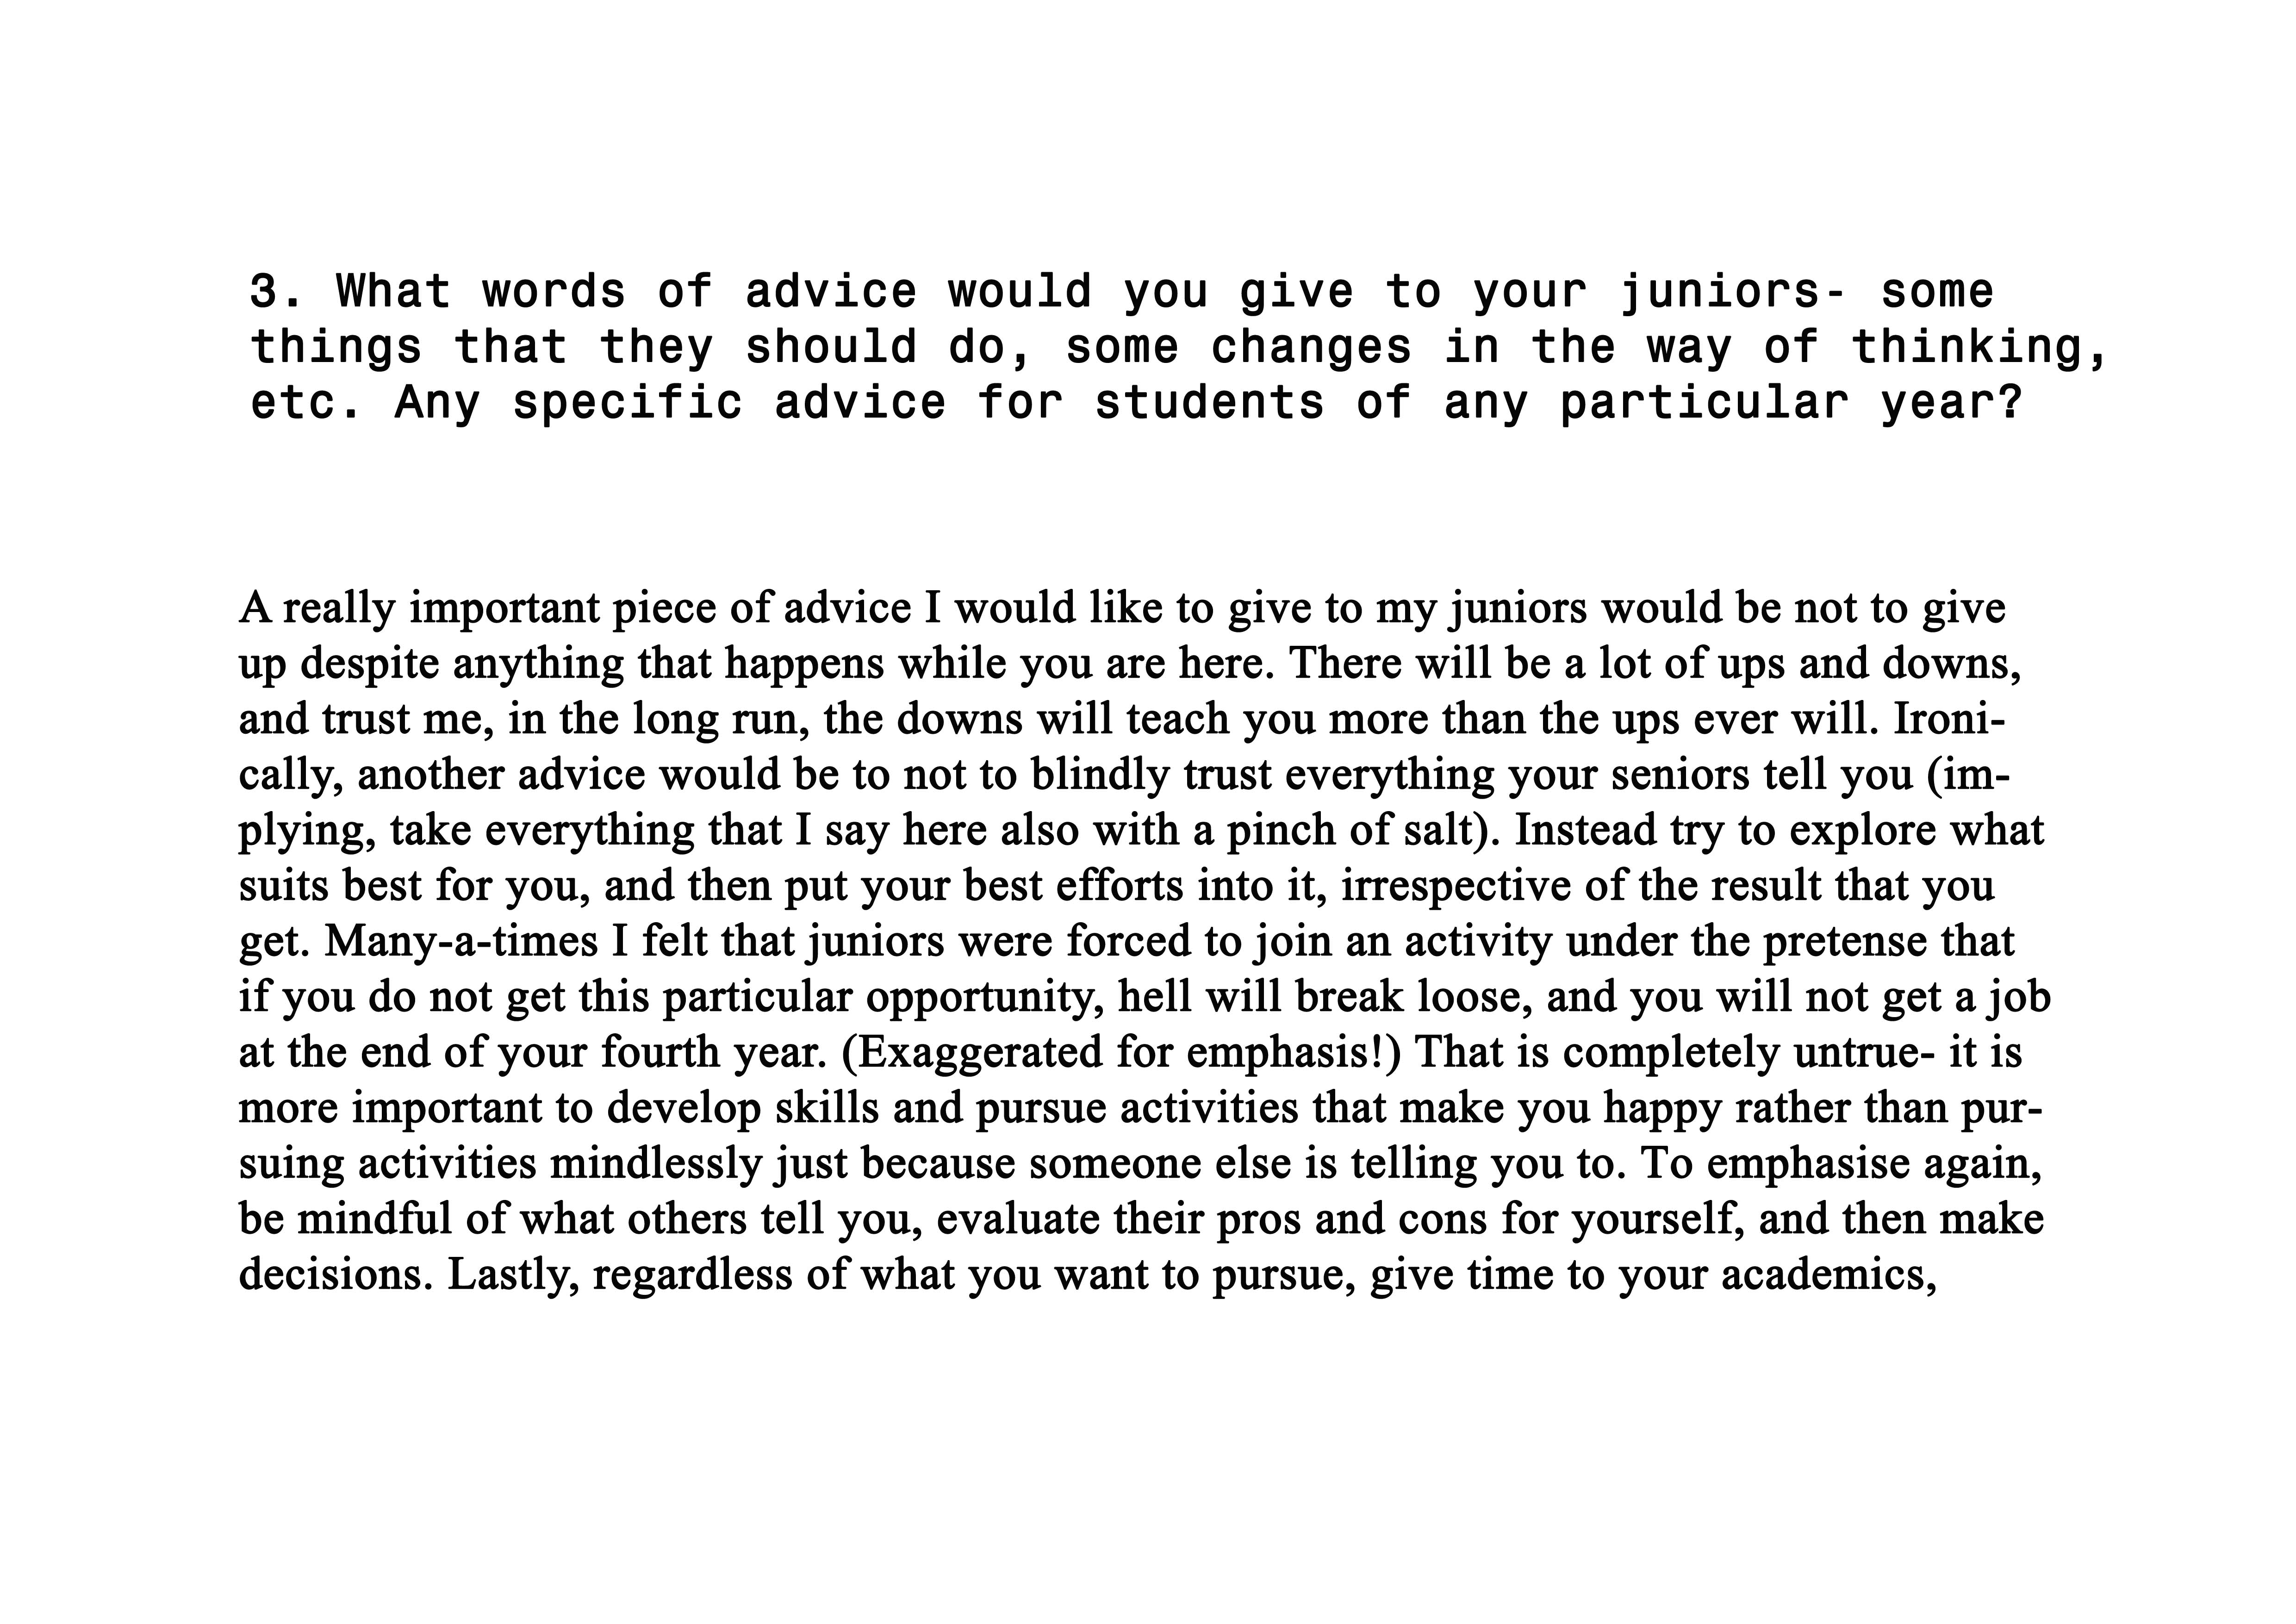 3. What words of advice would you give to your juniors- some
things that they should do, some changes in the way of thinking,
etc. Any specific advice for students of any particular year?
A really important piece of advice I would like to give to my juniors would be not to give
up despite anything that happens while you are here. There will be a lot of ups and downs,
and trust me, in the long run, the downs will teach you more than the ups ever will. Ironi-
cally, another advice would be to not to blindly trust everything your seniors tell you (im-
plying, take everything that I say here also with a pinch of salt). Instead try to explore what
suits best for you, and then put your best efforts into it, irrespective of the result that you
get. Many-a-times I felt that juniors were forced to join an activity under the pretense that
if you do not get this particular opportunity, hell will break loose, and you will not get a job
at the end of your fourth year. (Exaggerated for emphasis!) That is completely untrue- it is
more important to develop skills and pursue activities that make you happy rather than pur-
suing activities mindlessly just because someone else is telling you to. To emphasise again,
be mindful of what others tell you, evaluate their pros and cons for yourself, and then make
decisions. Lastly, regardless of what you want to pursue, give time to your academics,